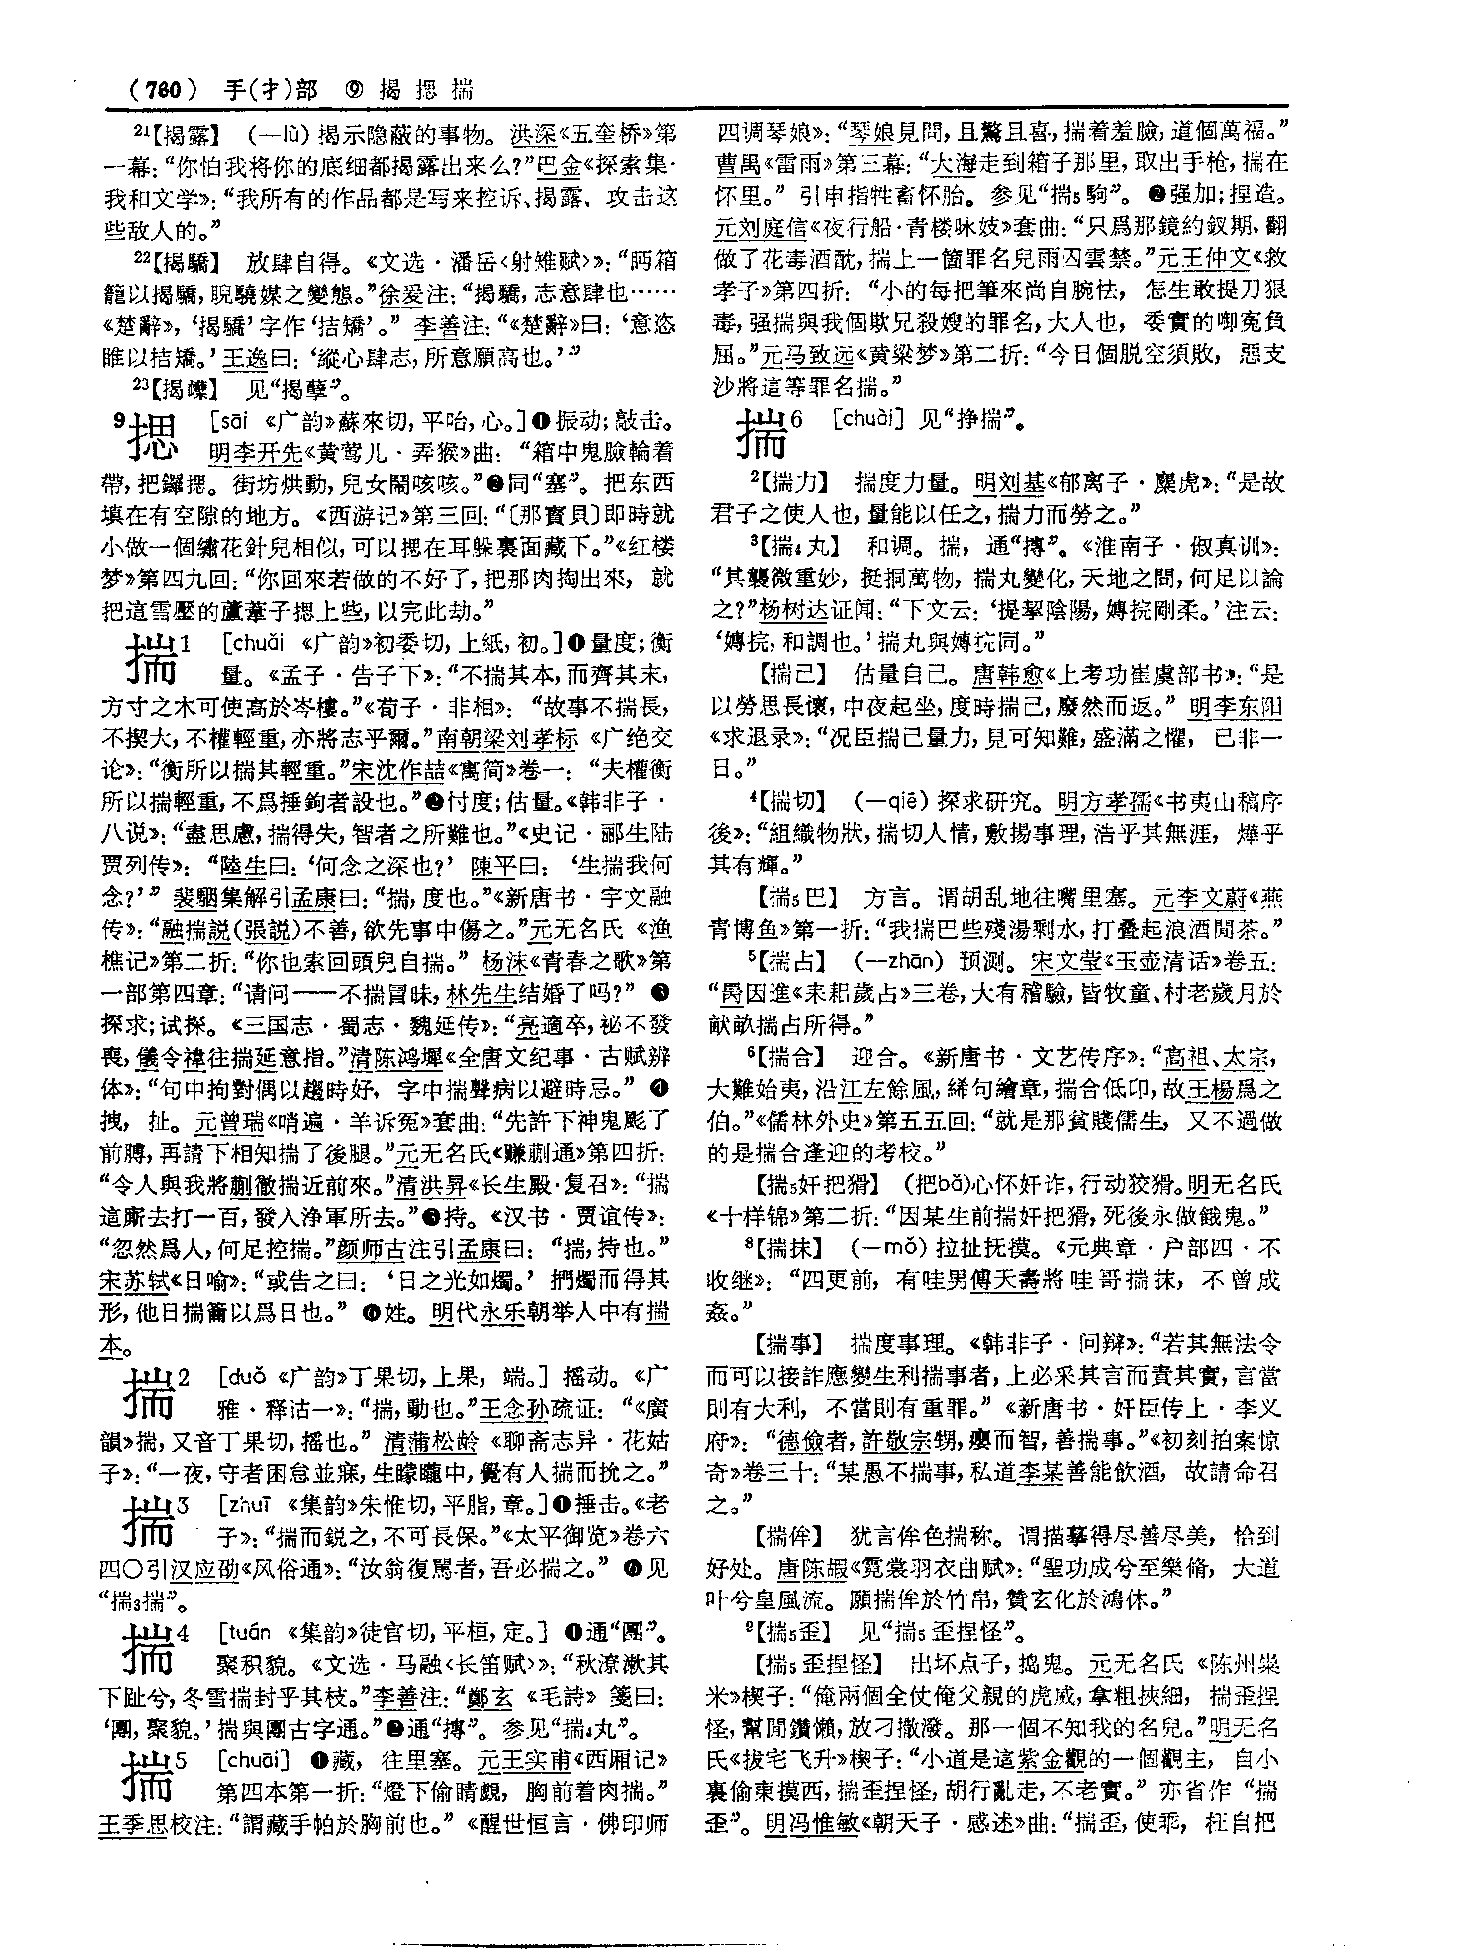 （760） 手(扌)部 ⑨ 揭 摁 揣
21【揭露】 (—lù) 揭示隐蔽的事物。洪深《五奎桥》第
一幕：“你怕我将你的底细都揭露出来么?”巴金《探索集·
我和文学》：“我所有的作品都是写来控诉、揭露、攻击这
些敌人的。”
22【揭驕】 放肆自得。《文选·潘岳〈射雉赋〉》：“眄箱
籠以揭驕，睨驍媒之變態。”徐爰注：“揭驕，志意肆也……
《楚辭》，‘揭驕’字作‘拮矯’。” 李善注：“《楚辭》曰：‘意恣
睢以拮矯。’王逸曰：‘縱心肆志，所意願高也。’”
23【揭櫱】 见“揭孽”。
9揌 [sāi 《广韵》蘇來切，平咍，心。]❶振动；敲击。
明李开先《黄莺儿·弄猴》曲：“箱中鬼臉輪着
帶，把鑼揌。街坊烘動，兒女鬧咳咳。”❷同“塞”。把东西
填在有空隙的地方。《西游记》第三回：“〔那寶貝〕即時就
小做一個繡花針兒相似，可以揌在耳躲裏面藏下。”《红楼
梦》第四九回：“你回來若做的不好了，把那肉掏出來，就
把這雪壓的蘆葦子揌上些，以完此劫。”
揣1 [chuǎi 《广韵》初委切，上紙，初。]❶量度；衡
量。《孟子·告子下》：“不揣其本，而齊其末，
方寸之木可使高於岑樓。”《荀子·非相》：“故事不揣長，
不揳大，不權輕重，亦將志乎爾。”南朝梁刘孝标《广绝交
论》：“衡所以揣其輕重。”宋沈作喆《寓简》卷一：“夫權衡
所以揣輕重，不爲捶鉤者設也。”❷忖度；估量。《韩非子·
八说》：“盡思慮，揣得失，智者之所難也。”《史记·郦生陆
贾列传》：“陸生曰：‘何念之深也?’ 陳平曰：‘生揣我何
念?’” 裴駰集解引孟康曰：“揣，度也。”《新唐书·宇文融
传》：“融揣説(張説)不善，欲先事中傷之。”元无名氏《渔
樵记》第二折：“你也索回頭兒自揣。” 杨沫《青春之歌》第
一部第四章：“请问——不揣冒昧，林先生结婚了吗?” ❸
探求；试探。《三国志·蜀志·魏延传》：“亮適卒，祕不發
喪，儀令禕往揣延意指。”清陈鸿墀《全唐文纪事·古赋辨
体》：“句中拘對偶以趨時好，字中揣聲病以避時忌。” ❹
拽，扯。元曾瑞《哨遍·羊诉冤》套曲：“先許下神鬼彪了
前膊，再請下相知揣了後腿。”元无名氏《赚蒯通》第四折：
“令人與我將蒯徹揣近前來。”清洪昇《长生殿·复召》：“揣
這廝去打一百，發入浄軍所去。”❺持。《汉书·贾谊传》：
“忽然爲人，何足控揣。”颜师古注引孟康曰：“揣，持也。”
宋苏轼《日喻》：“或告之曰：‘日之光如燭。’ 捫燭而得其
形，他日揣籥以爲日也。” ❻姓。明代永乐朝举人中有揣
本。
揣2 [duǒ 《广韵》丁果切，上果，端。] 摇动。《广
雅·释诂一》：“揣，動也。”王念孙疏证：“《廣
韻》揣，又音丁果切，摇也。” 清蒲松龄《聊斋志异·花姑
子》：“一夜，守者困怠並寐，生矇曨中，覺有人揣而抁之。”
揣3 [zhuī 《集韵》朱惟切，平脂，章。]❶捶击。《老
子》：“揣而鋭之，不可長保。”《太平御览》卷六
四〇引汉应劭《风俗通》：“汝翁復駡者，吾必揣之。” ❷见
“揣3揣”。
揣4 [tuán 《集韵》徒官切，平桓，定。] ❶通“團”。
聚积貌。《文选·马融〈长笛赋〉》：“秋潦漱其
下趾兮，冬雪揣封乎其枝。”李善注：“鄭玄《毛詩》箋曰：
‘團，聚貌。’揣與團古字通。”❷通“摶”。参见“揣4丸”。
揣5 [chuāi] ❶藏，往里塞。元王实甫《西厢记》
第四本第一折：“燈下偷睛覷，胸前着肉揣。”
王季思校注：“謂藏手帕於胸前也。”《醒世恒言·佛印师
四调琴娘》：“琴娘見問，且驚且喜，揣着羞臉，道個萬福。”
曹禺《雷雨》第三幕：“大海走到箱子那里，取出手枪，揣在
怀里。” 引申指牲畜怀胎。参见“揣5驹”。❷强加；捏造。
元刘庭信《夜行船·青楼咏妓》套曲：“只爲那鏡約釵期，翻
做了花毒酒酖，揣上一箇罪名兒雨囚雲禁。”元王仲文《救
孝子》第四折：“小的每把筆來尚自腕怯，怎生敢提刀狠
毒，强揣與我個欺兄殺嫂的罪名，大人也，委實的啣寃負
屈。”元马致远《黄粱梦》第二折：“今日個脱空須敗，惡支
沙將這等罪名揣。”
揣6 [chuài] 见“挣揣”。
2【揣力】 揣度力量。明刘基《郁离子·麋虎》：“是故
君子之使人也，量能以任之，揣力而勞之。”
3【揣4丸】 和调。揣，通“摶”。《淮南子·俶真训》：
“其襲微重妙，挺挏萬物，揣丸變化，天地之間，何足以論
之?”杨树达证闻：“下文云：‘提挈陰陽，嫥捖剛柔。’注云：
‘嫥捖，和調也。’揣丸與嫥捖同。”
【揣己】 估量自己。唐韩愈《上考功崔虞部书》：“是
以勞思長懷，中夜起坐，度時揣己，廢然而返。” 明李东阳
《求退录》：“况臣揣己量力，見可知難，盛滿之懼，已非一
日。”
4【揣切】 (—qiē) 探求研究。明方孝孺《书夷山稿序
後》：“組織物狀，揣切人情，敷揚事理，浩乎其無涯，燁乎
其有輝。”
【揣5巴】 方言。谓胡乱地往嘴里塞。元李文蔚《燕
青博鱼》第一折：“我揣巴些殘湯剩水，打疊起浪酒閒茶。”
5【揣占】 (—zhān) 预测。宋文莹《玉壶清话》卷五：
“爵因進《耒耜歲占》三卷，大有稽驗，皆牧童、村老歲月於
畎畝揣占所得。”
6【揣合】 迎合。《新唐书·文艺传序》：“高祖、太宗，
大難始夷，沿江左餘風，絺句繪章，揣合低卬，故王楊爲之
伯。”《儒林外史》第五五回：“就是那貧賤儒生，又不過做
的是揣合逢迎的考校。”
【揣5奸把猾】 (把bǎ)心怀奸诈，行动狡猾。明无名氏
《十样锦》第二折：“因某生前揣奸把猾，死後永做餓鬼。”
8【揣抹】 (—mǒ) 拉扯抚摸。《元典章·户部四·不
收继》：“四更前，有哇男傅天壽將哇哥揣抹，不曾成
姦。”
【揣事】 揣度事理。《韩非子·问辩》：“若其無法令
而可以接詐應變生利揣事者，上必采其言而責其實，言當
則有大利，不當則有重罪。”《新唐书·奸臣传上·李义
府》：“德儉者，許敬宗甥，癭而智，善揣事。”《初刻拍案惊
奇》卷三十：“某愚不揣事，私道李某善能飲酒，故請命召
之。”
【揣侔】 犹言侔色揣称。谓描摹得尽善尽美，恰到
好处。唐陈嘏《霓裳羽衣曲赋》：“聖功成兮至樂脩，大道
叶兮皇風流。願揣侔於竹帛，贊玄化於鴻休。”
9【揣5歪】 见“揣5歪捏怪”。
【揣5歪捏怪】 出坏点子，捣鬼。元无名氏《陈州粜
米》楔子：“俺兩個全仗俺父親的虎威，拿粗挾細，揣歪捏
怪，幫閒鑽懶，放刁撒潑。那一個不知我的名兒。”明无名
氏《拔宅飞升》楔子：“小道是這紫金觀的一個觀主，自小
裏偷東摸西，揣歪捏怪，胡行亂走，不老實。” 亦省作“揣
歪”。明冯惟敏《朝天子·感述》曲：“揣歪，使乖，枉自把